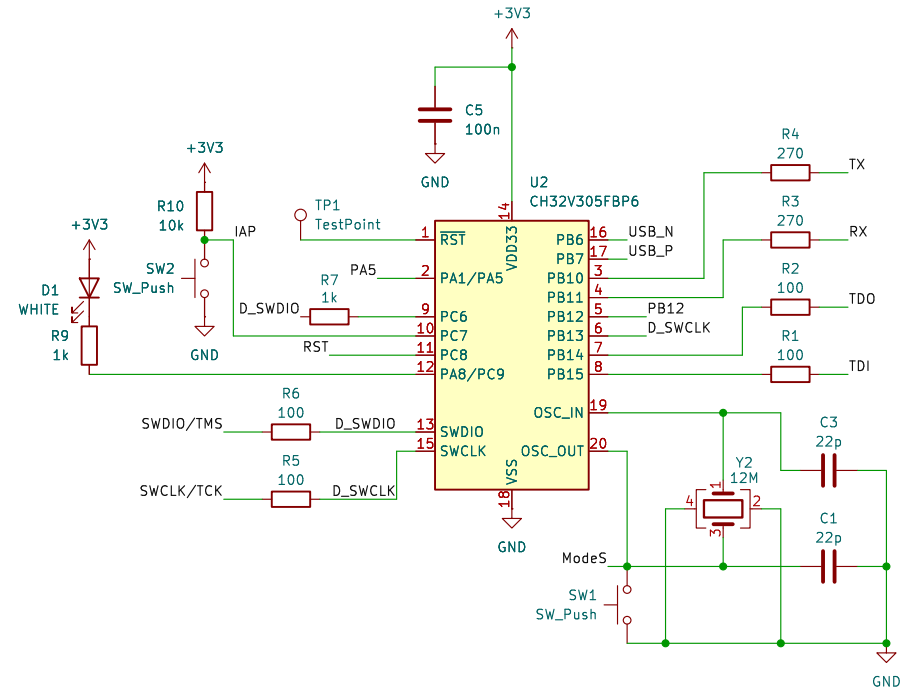 +3V3
C5
100n
GND
R4
270
TX
+3V3
R10
10k
IAP
TP1
TestPoint
U2
CH32V305FBP6
R3
270
RX
+3V3
D1
WHITE
R9
1k
SW2
SW_Push
GND
14
VDD33
1
RST
2
PA1/PA5
PA5
R7
1k
D_SWDIO
9
PC6
10
PC7
RST
11
PC8
12
PA8/PC9
PB6
16
USB_N
PB7
17
USB_P
PB10
3
PB11
4
PB12
5
PB12
PB13
6
D_SWCLK
PB14
7
PB15
8
R2
100
TDO
R1
100
TDI
R6
100
SWDIO/TMS
D_SWDIO
13
SWDIO
R5
100
SWCLK/TCK
D_SWCLK
15
SWCLK
OSC_IN
19
OSC_OUT
20
VSS
18
GND
C3
22p
Y2
12M
1
4
2
3
C1
22p
ModeS
SW1
SW_Push
GND